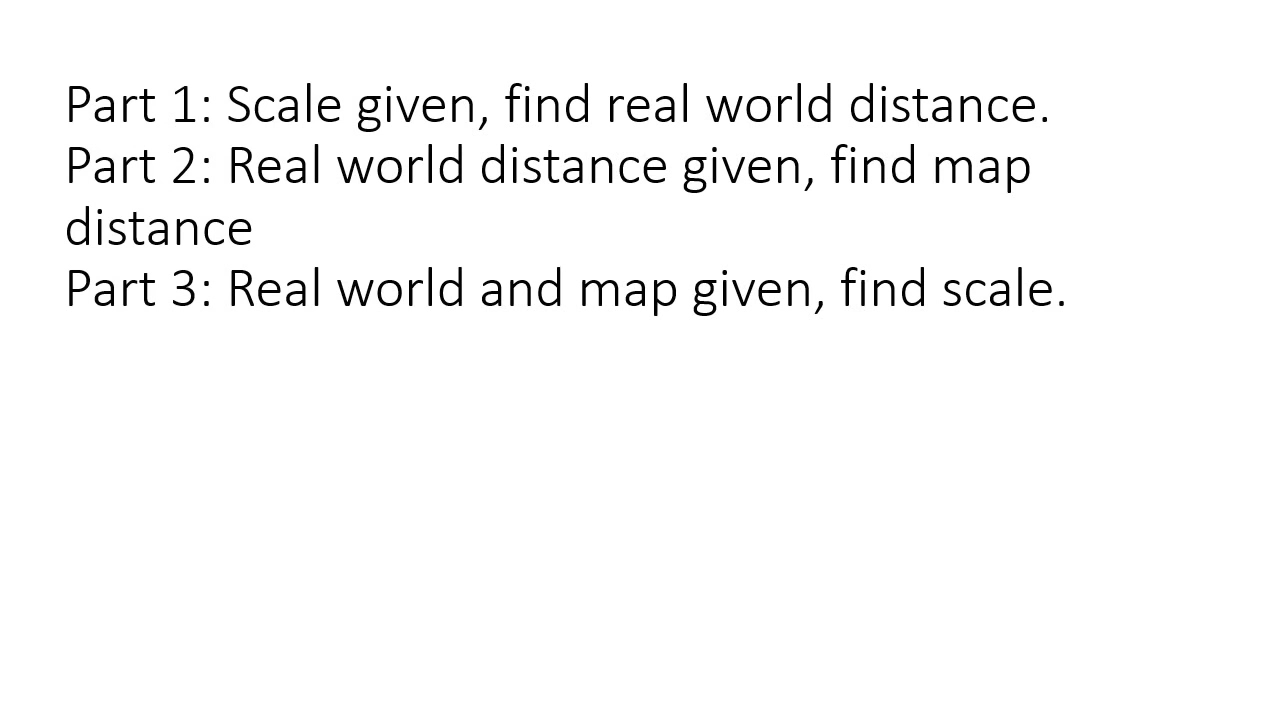 Part 1: Scale given, find real world distance.
Part 2: Real world distance given, find map
distance
Part 3: Real world and map given, find scale.